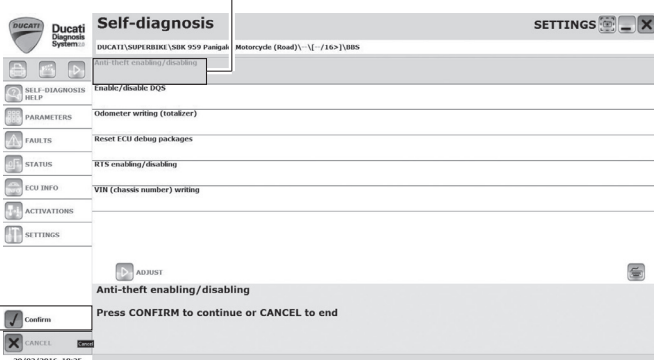 DUCATI
Ducati
Diagnosis
System 2.0
Self-diagnosis
SETTINGS
DUCATI\SUPERBIKE\SBK 959 Panigale Motorcycle (Road)\--\[--/16>]\BBS
Anti-theft enabling/disabling
SELF-DIAGNOSIS
HELP
Enable/disable DQS
PARAMETERS
Odometer writing (totalizer)
FAULTS
Reset ECU debug packages
STATUS
RTS enabling/disabling
ECU INFO
VIN (chassis number) writing
ACTIVATIONS
SETTINGS
ADJUST
Anti-theft enabling/disabling
Confirm
Press CONFIRM to continue or CANCEL to end
CANCEL
Cancel